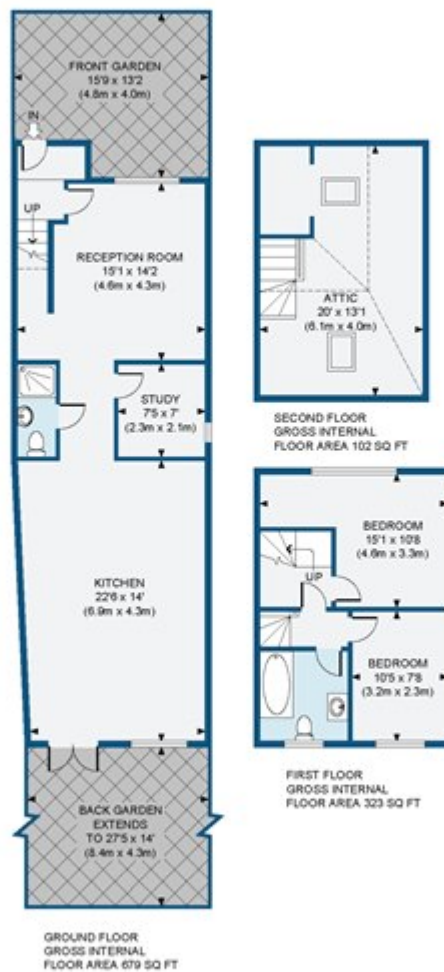 FRONT GARDEN
15'9 x 13'2
(4.8m x 4.0m)
IN
UP
RECEPTION ROOM
15'1 x 14'2
(4.6m x 4.3m)
STUDY
7'5 x 7'
(2.3m x 2.1m)
KITCHEN
22'6 x 14'
(6.9m x 4.3m)
BACK GARDEN
EXTENDS
TO 27'5 x 14'
(8.4m x 4.3m)
GROUND FLOOR
GROSS INTERNAL
FLOOR AREA 679 SQ FT
ATTIC
20' x 13'1
(6.1m x 4.0m)
SECOND FLOOR
GROSS INTERNAL
FLOOR AREA 102 SQ FT
BEDROOM
15'1 x 10'8
(4.6m x 3.3m)
UP
BEDROOM
10'5 x 7'8
(3.2m x 2.3m)
FIRST FLOOR
GROSS INTERNAL
FLOOR AREA 323 SQ FT